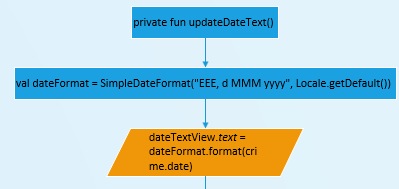 private fun updateDateText()
val dateFormat = SimpleDateFormat("EEE, d MMM yyyy", Locale.getDefault())
dateTextView.text =
dateFormat.format(cri
me.date)